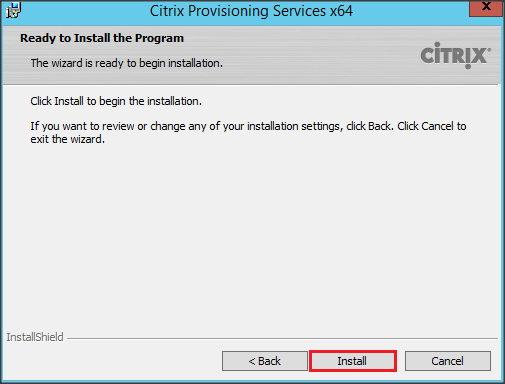 Citrix Provisioning Services x64
x
Ready to Install the Program
The wizard is ready to begin installation.
CITRIX®
Click Install to begin the installation.
If you want to review or change any of your installation settings, click Back. Click Cancel to
exit the wizard.
InstallShield
< Back Install Cancel